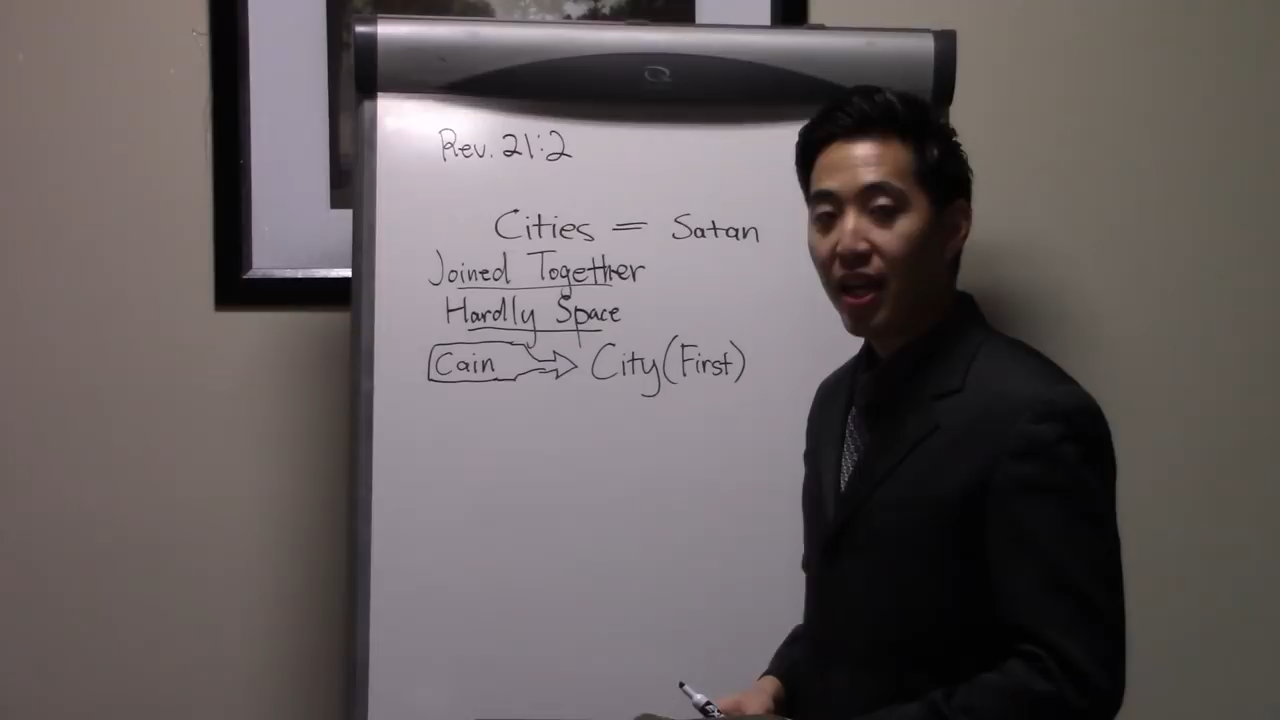 Rev. 21:2
Cities = Satan
Joined Together
Hardly Space
Cain → City (First)